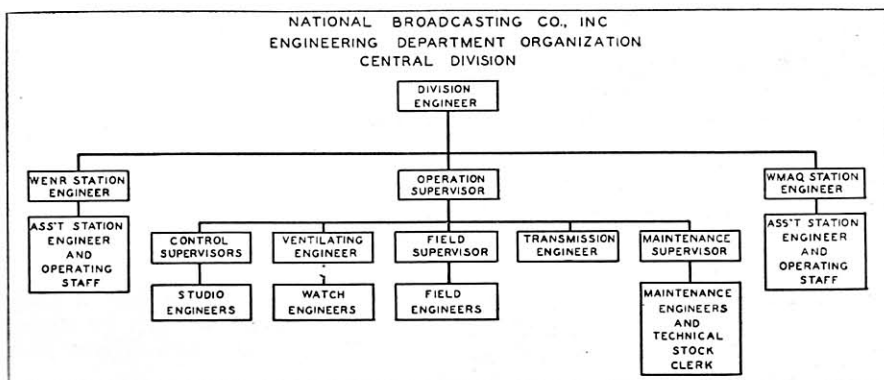 NATIONAL BROADCASTING CO., INC
ENGINEERING DEPARTMENT ORGANIZATION
CENTRAL DIVISION
DIVISION
ENGINEER
WENR STATION
ENGINEER
OPERATION
SUPERVISOR
WMAQ STATION
ENGINEER
ASS'T STATION
ENGINEER
AND
OPERATING
STAFF
CONTROL
SUPERVISORS
VENTILATING
ENGINEER
FIELD
SUPERVISOR
TRANSMISSION
ENGINEER
MAINTENANCE
SUPERVISOR
ASS'T STATION
ENGINEER
AND
OPERATING
STAFF
STUDIO
ENGINEERS
WATCH
ENGINEERS
FIELD
ENGINEERS
MAINTENANCE
ENGINEERS
AND
TECHNICAL
STOCK
CLERK